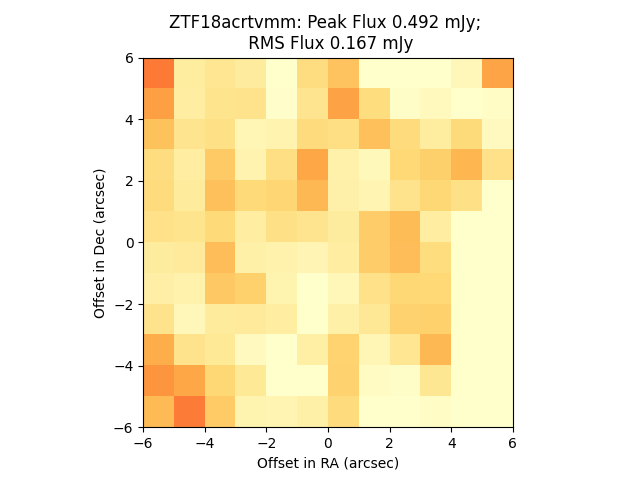 ZTF18acrtvmm: Peak Flux 0.492 mJy;
RMS Flux 0.167 mJy
6
4
2
0
−2
−4
−6
Offset in Dec (arcsec)
−6 −4 −2 0 2 4 6
Offset in RA (arcsec)